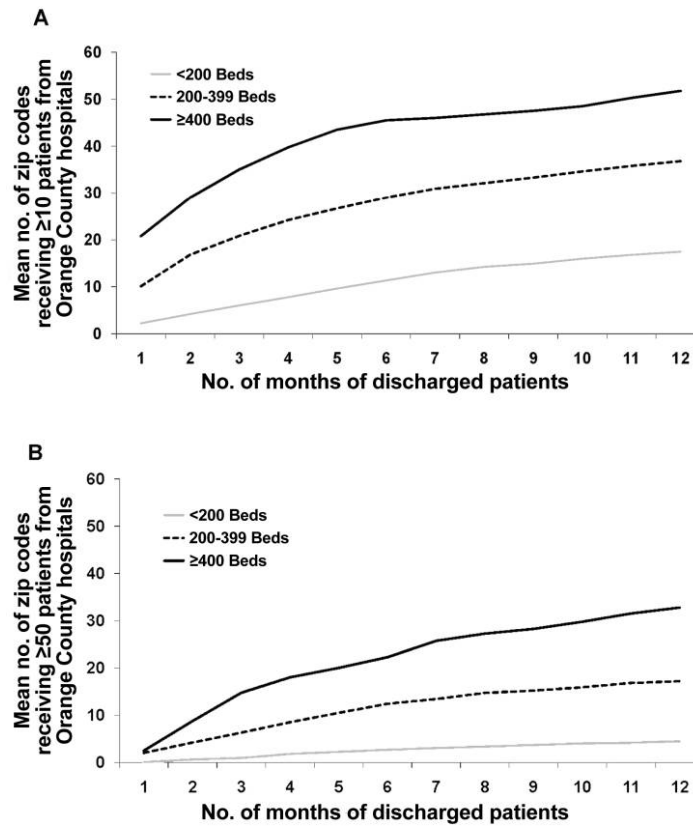 A
Mean no. of zip codes
receiving ≥10 patients from
Orange County hospitals
60
50
40
30
20
10
0
<200 Beds
200-399 Beds
≥400 Beds
1 2 3 4 5 6 7 8 9 10 11 12
No. of months of discharged patients
B
Mean no. of zip codes
receiving ≥50 patients from
Orange County hospitals
60
50
40
30
20
10
0
<200 Beds
200-399 Beds
≥400 Beds
1 2 3 4 5 6 7 8 9 10 11 12
No. of months of discharged patients